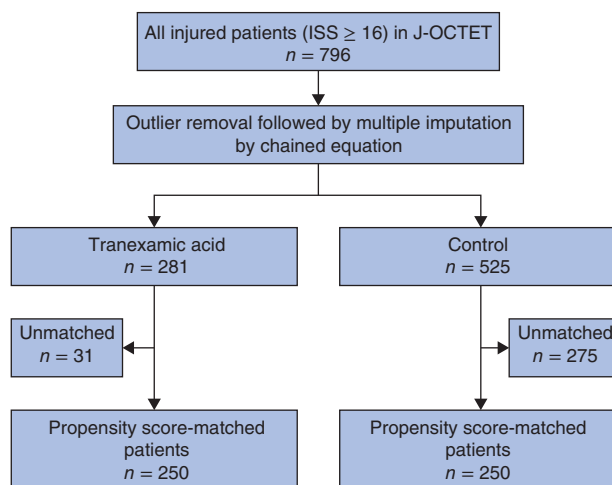 All injured patients (ISS ≥ 16) in J-OCTET
n = 796
Outlier removal followed by multiple imputation
by chained equation
Tranexamic acid
n = 281
Control
n = 525
Unmatched
n = 31
Unmatched
n = 275
Propensity score-matched
patients
n = 250
Propensity score-matched
patients
n = 250